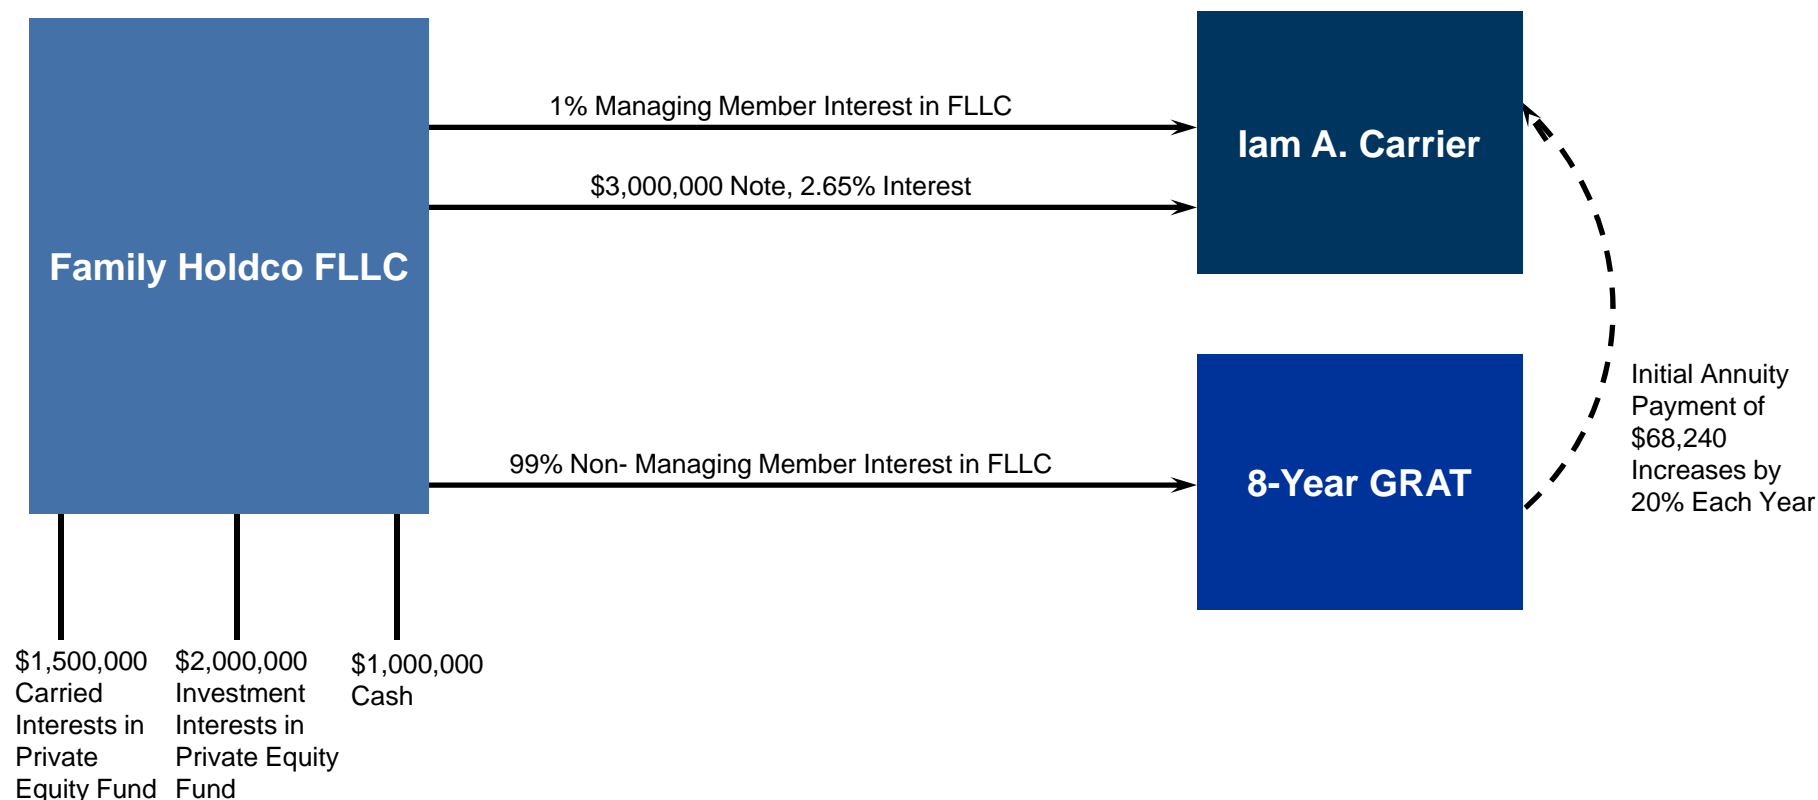 1% Managing Member Interest in FLLC
Iam A. Carrier
$3,000,000 Note, 2.65% Interest
Family Holdco FLLC
99% Non- Managing Member Interest in FLLC
8-Year GRAT
Initial Annuity
Payment of
$68,240
Increases by
20% Each Year
$1,500,000
Carried
Interests in
Private
Equity Fund
$2,000,000
Investment
Interests in
Private Equity
Fund
$1,000,000
Cash